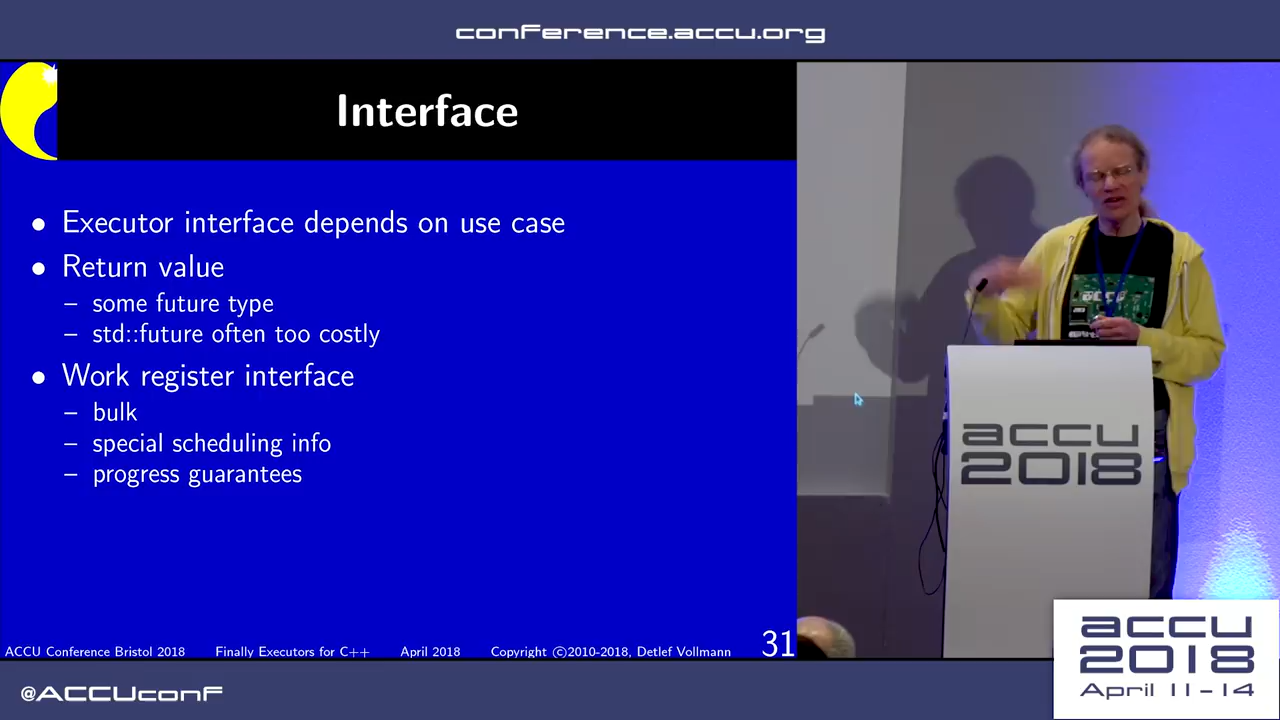 conference.accu.org
Interface
• Executor interface depends on use case
• Return value
– some future type
– std::future often too costly
• Work register interface
– bulk
– special scheduling info
– progress guarantees
ACCU Conference Bristol 2018 Finally Executors for C++ April 2018 Copyright ©2010-2018, Detlef Vollmann 31
accu
accu
2018
accu
2018
April 11-14
@ACCUconf